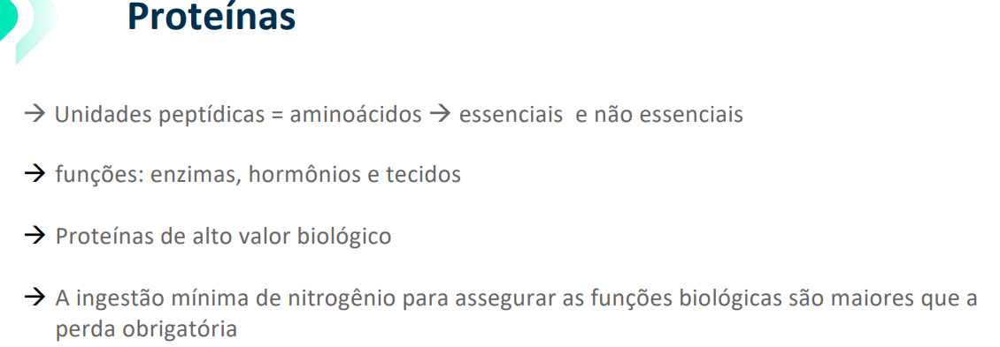 Proteínas
→ Unidades peptídicas = aminoácidos → essenciais e não essenciais
→ funções: enzimas, hormônios e tecidos
→ Proteínas de alto valor biológico
→ A ingestão mínima de nitrogênio para assegurar as funções biológicas são maiores que a
perda obrigatória